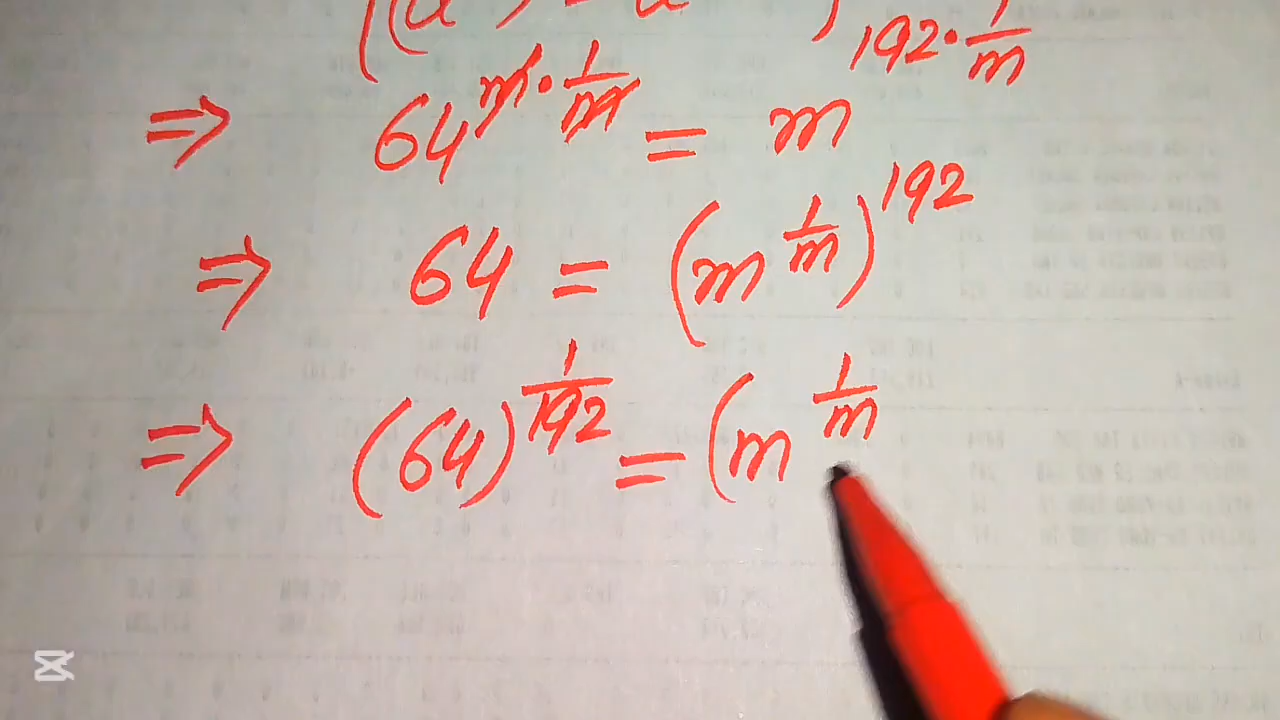 ⇒ 64^(m·1/m) = m^(192·1/m)
⇒ 64 = (m^(1/m))^192
⇒ (64)^(1/192) = (m^(1/m)